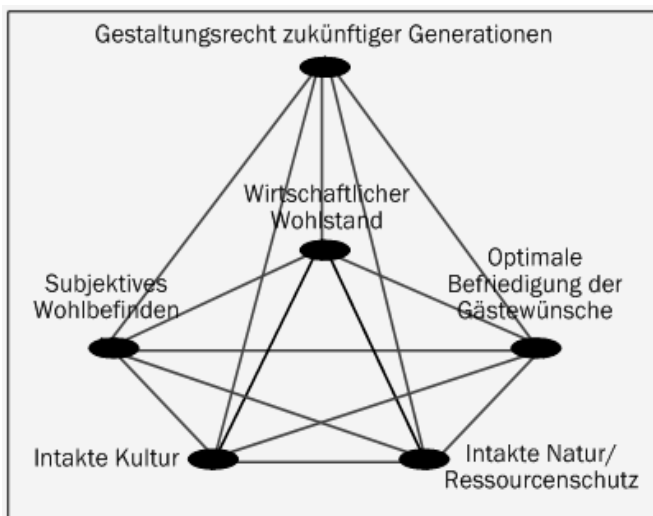 Gestaltungsrecht zukünftiger Generationen
Wirtschaftlicher
Wohlstand
Subjektives
Wohlbefinden
Optimale
Befriedigung der
Gästewünsche
Intakte Kultur
Intakte Natur/
Ressourcenschutz